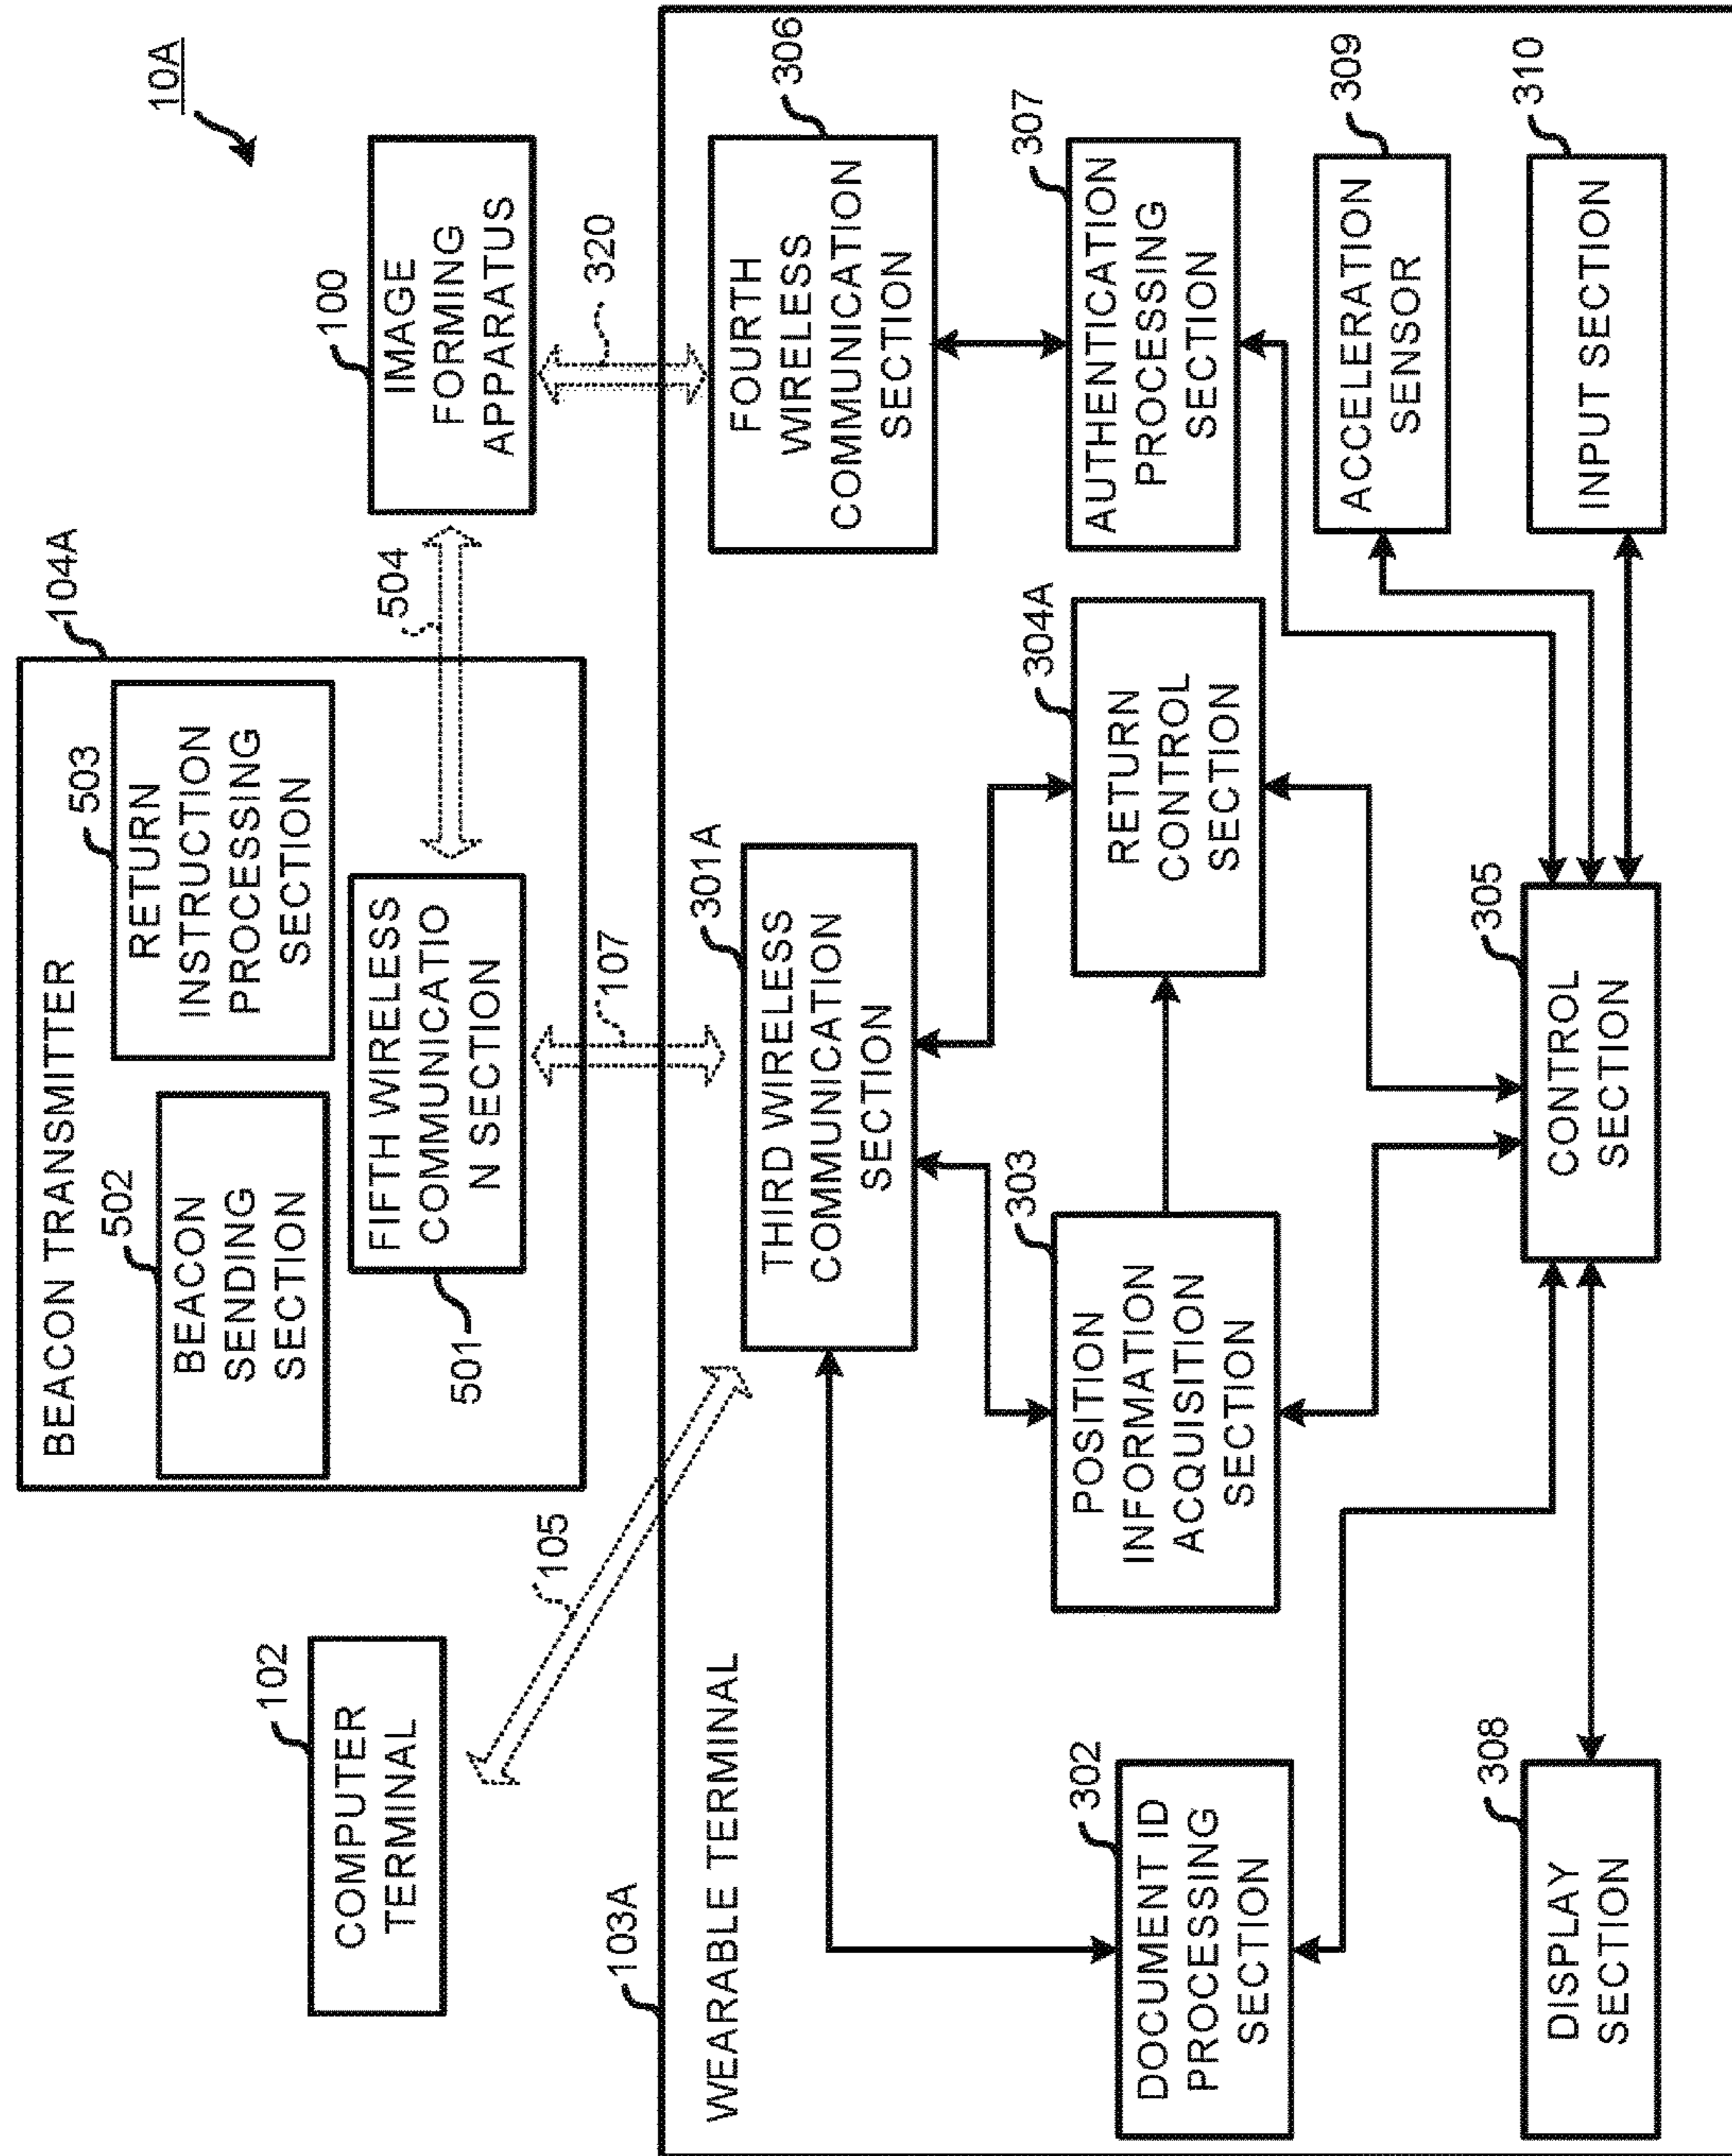 10A
BEACON TRANSMITTER
104A
502
BEACON
SENDING
SECTION
503
RETURN
INSTRUCTION
PROCESSING
SECTION
FIFTH WIRELESS
COMMUNICATIO
N SECTION
501
504
100
IMAGE
FORMING
APPARATUS
102
COMPUTER
TERMINAL
105
107
320
103A
WEARABLE TERMINAL
301A
THIRD WIRELESS
COMMUNICATION
SECTION
306
FOURTH
WIRELESS
COMMUNICATION
SECTION
302
DOCUMENT ID
PROCESSING
SECTION
303
POSITION
INFORMATION
ACQUISITION
SECTION
304A
RETURN
CONTROL
SECTION
307
AUTHENTICATION
PROCESSING
SECTION
309
ACCELERATION
SENSOR
308
DISPLAY
SECTION
305
CONTROL
SECTION
310
INPUT SECTION